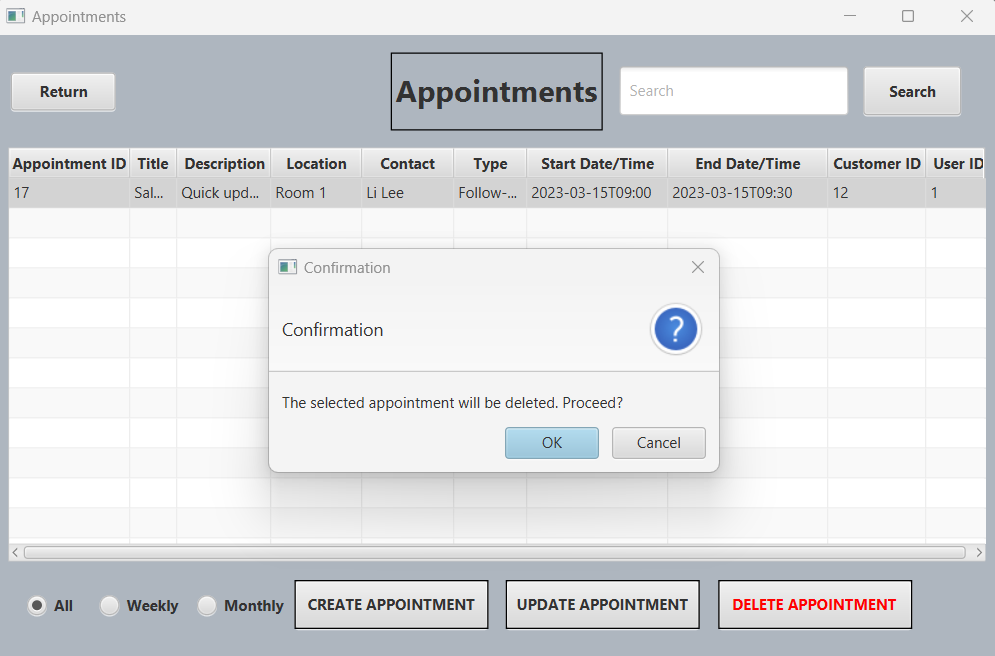 Appointments
Return
Appointments
Search
Search
Appointment ID Title Description Location Contact Type Start Date/Time End Date/Time Customer ID User ID
17 Sal... Quick upd... Room 1 Li Lee Follow-... 2023-03-15T09:00 2023-03-15T09:30 12 1
Confirmation
Confirmation
?
The selected appointment will be deleted. Proceed?
OK Cancel
All Weekly Monthly CREATE APPOINTMENT UPDATE APPOINTMENT DELETE APPOINTMENT